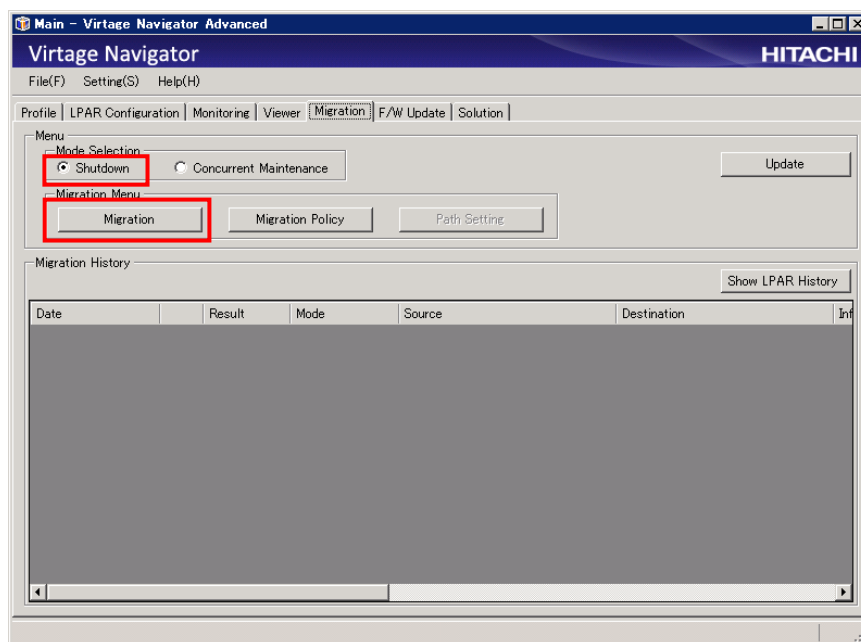 Main - Virtage Navigator Advanced
Virtage Navigator
HITACHI
File(F) Setting(S) Help(H)
Profile LPAR Configuration Monitoring Viewer Migration F/W Update Solution
Menu
Mode Selection
Shutdown Concurrent Maintenance
Update
Migration Menu
Migration Migration Policy Path Setting
Migration History
Show LPAR History
Date Result Mode Source Destination Inf